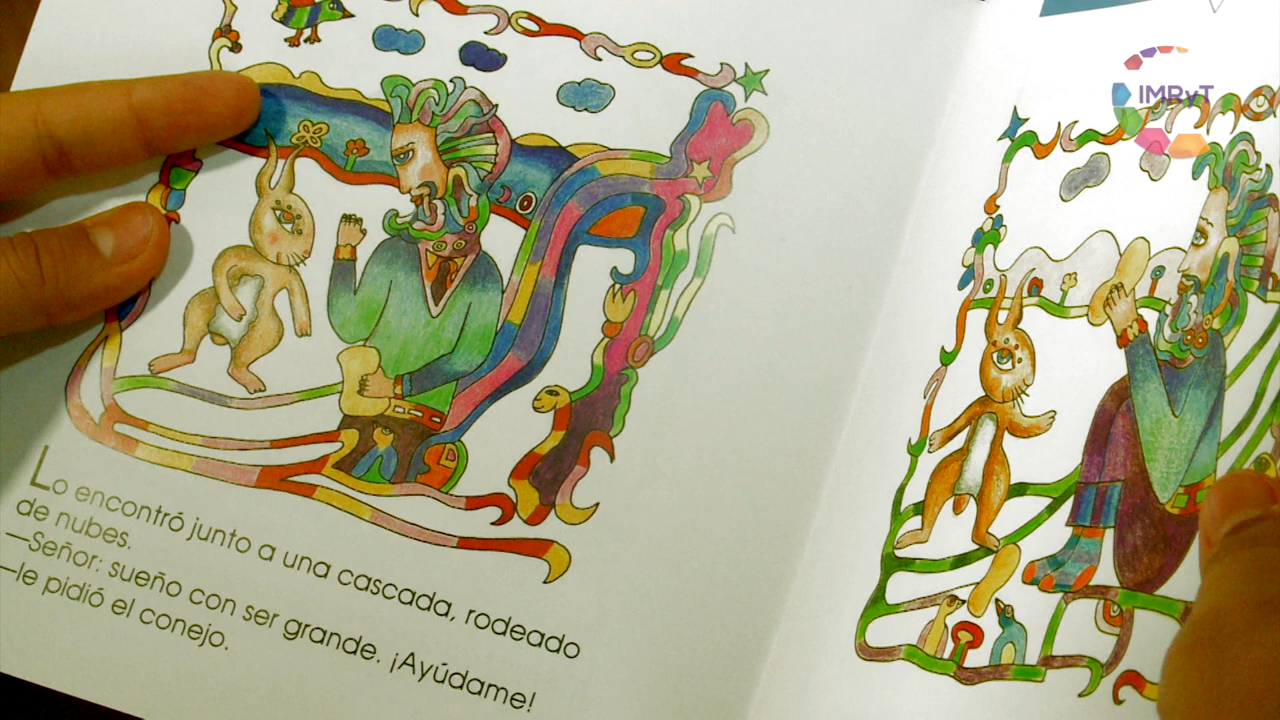 IMRyT
Lo encontró junto a una cascada, rodeado
de nubes.
—Señor: sueño con ser grande. ¡Ayúdame!
—le pidió el conejo.